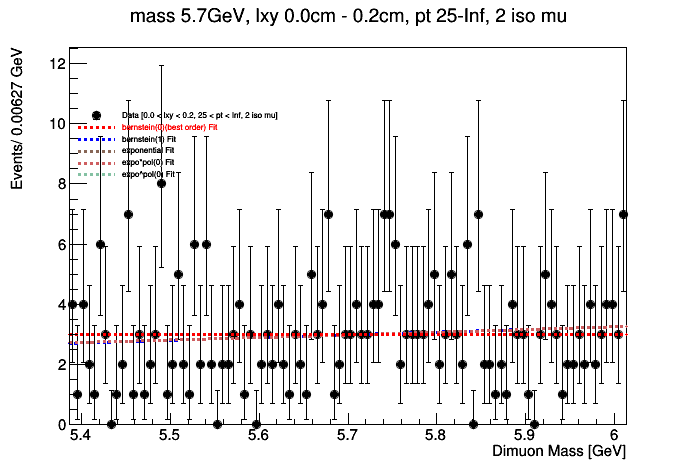 mass 5.7GeV, lxy 0.0cm - 0.2cm, pt 25-Inf, 2 iso mu
Events/ 0.00627 GeV
12
10
8
6
4
2
0
Data [0.0 < lxy < 0.2, 25 < pt < Inf, 2 iso mu]
bernstein(0)(best order) Fit
bernstein(1) Fit
exponential Fit
expo*pol(0) Fit
expo^pol(0) Fit
5.4 5.5 5.6 5.7 5.8 5.9 6
Dimuon Mass [GeV]